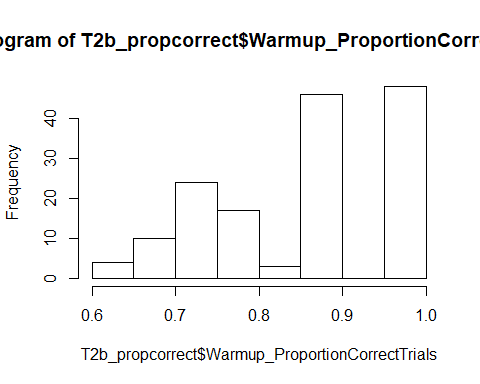 ogram of T2b_propcorrect$Warmup_ProportionCorre
Frequency
40
30
20
10
0
0.6 0.7 0.8 0.9 1.0
T2b_propcorrect$Warmup_ProportionCorrectTrials